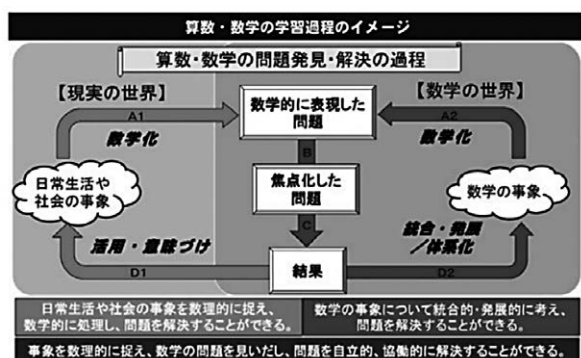 算数・数学の学習過程のイメージ
算数・数学の問題発見・解決の過程
【現実の世界】
【数学の世界】
A1
数学化
数学的に表現した
問題
A2
数学化
B
日常生活や
社会の事象
焦点化した
問題
数学の事象
C
活用・意味づけ
D1
結果
統合・発展
/体系化
D2
日常生活や社会の事象を数理的に捉え、
数学的に処理し、問題を解決することができる。
数学の事象について統合的・発展的に考え、
問題を解決することができる。
事象を数理的に捉え、数学の問題を見いだし、問題を自立的、協働的に解決することができる。